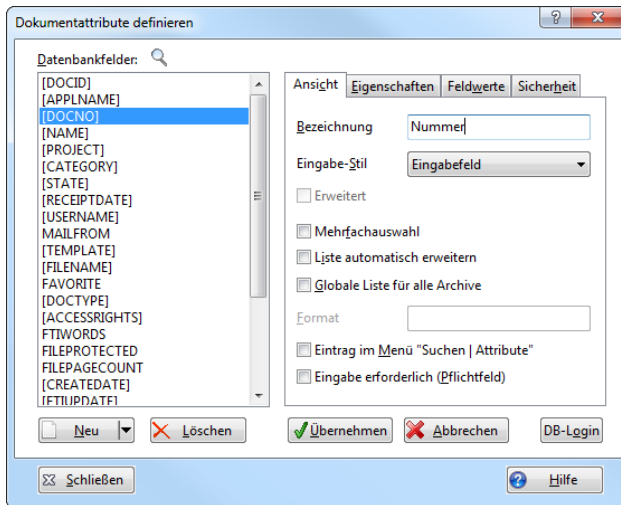 Dokumentattribute definieren
Datenbankfelder:
[DOCID]
[APPLNAME]
[DOCNO]
[NAME]
[PROJECT]
[CATEGORY]
[STATE]
[RECEIPTDATE]
[USERNAME]
MAILFROM
[TEMPLATE]
[FILENAME]
FAVORITE
[DOCTYPE]
[ACCESSRIGHTS]
FTIWORDS
FILEPROTECTED
FILEPAGECOUNT
[CREATEDATE]
[FTIUPDATE]
Ansicht Eigenschaften Feldwerte Sicherheit
Bezeichnung Nummer
Eingabe-Stil Eingabefeld
Erweitert
Mehrfachauswahl
Liste automatisch erweitern
Globale Liste für alle Archive
Format
Eintrag im Menü "Suchen | Attribute"
Eingabe erforderlich (Pflichtfeld)
Neu Löschen Übernehmen Abbrechen DB-Login
Schließen Hilfe